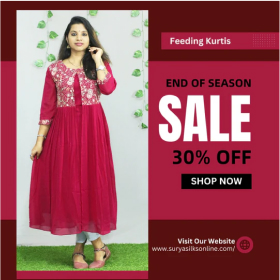 Feeding Kurtis
END OF SEASON
SALE
30% OFF
SHOP NOW
Visit Our Website
www.suryasilksonline.com/